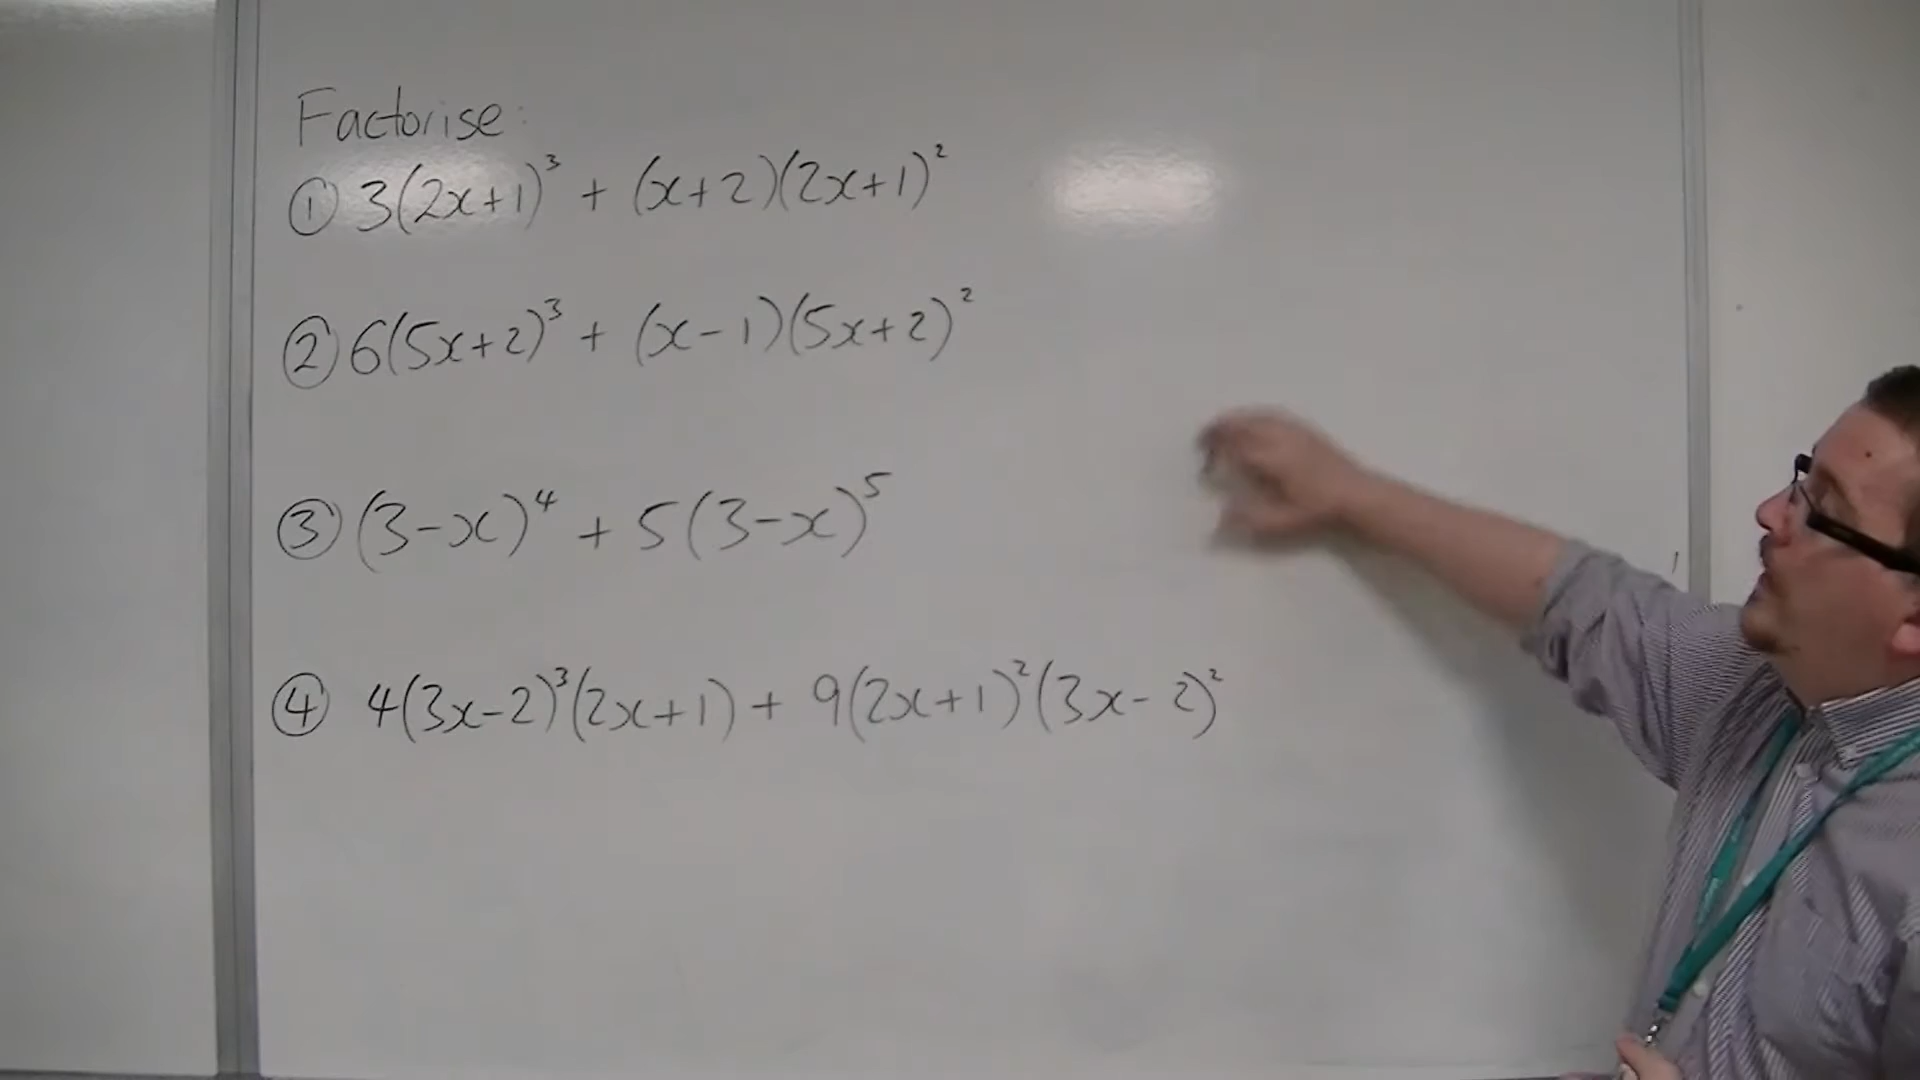 Factorise:
① 3(2x+1)³ + (x+2)(2x+1)²
② 6(5x+2)³ + (x-1)(5x+2)²
③ (3-x)⁴ + 5(3-x)⁵
④ 4(3x-2)³(2x+1) + 9(2x+1)²(3x-2)²